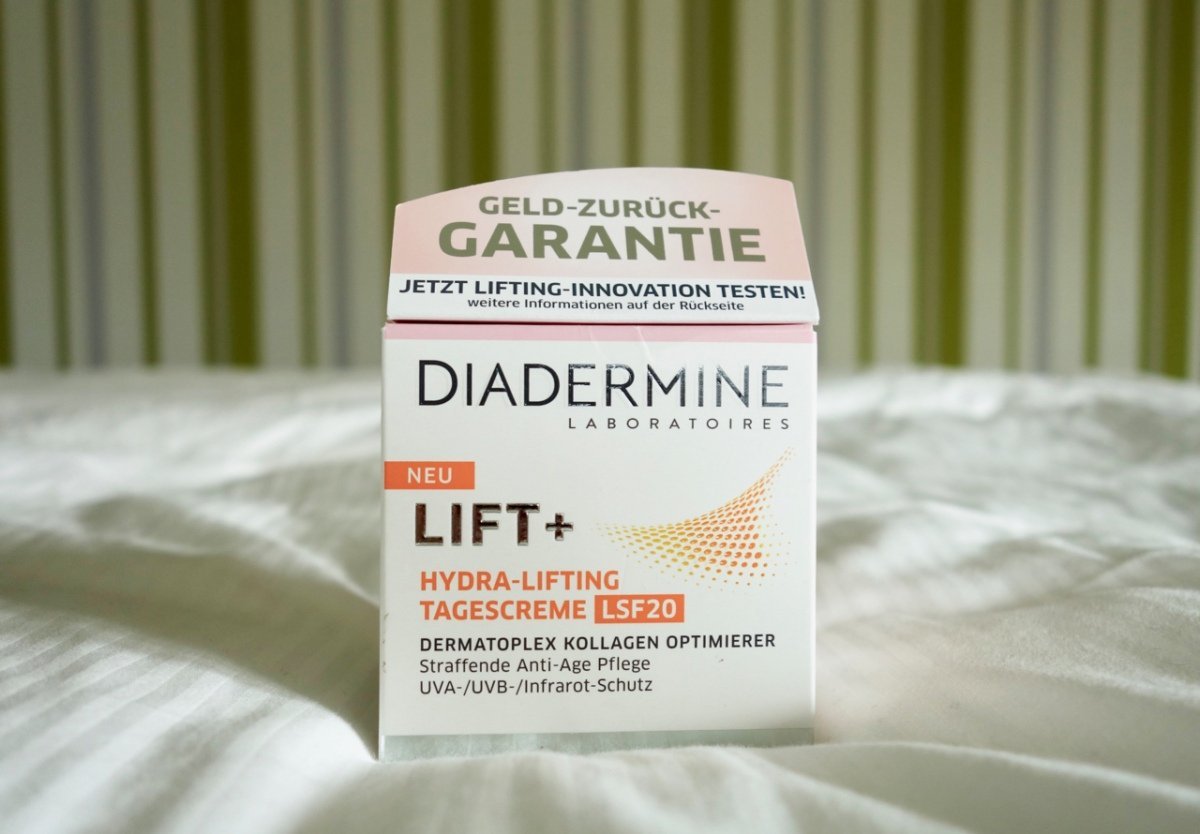 GELD-ZURÜCK-
GARANTIE
JETZT LIFTING-INNOVATION TESTEN!
weitere Informationen auf der Rückseite
DIADERMINE
LABORATOIRES
NEU
LIFT+
HYDRA-LIFTING
TAGESCREME LSF20
DERMATOPLEX KOLLAGEN OPTIMIERER
Straffende Anti-Age Pflege
UVA-/UVB-/Infrarot-Schutz